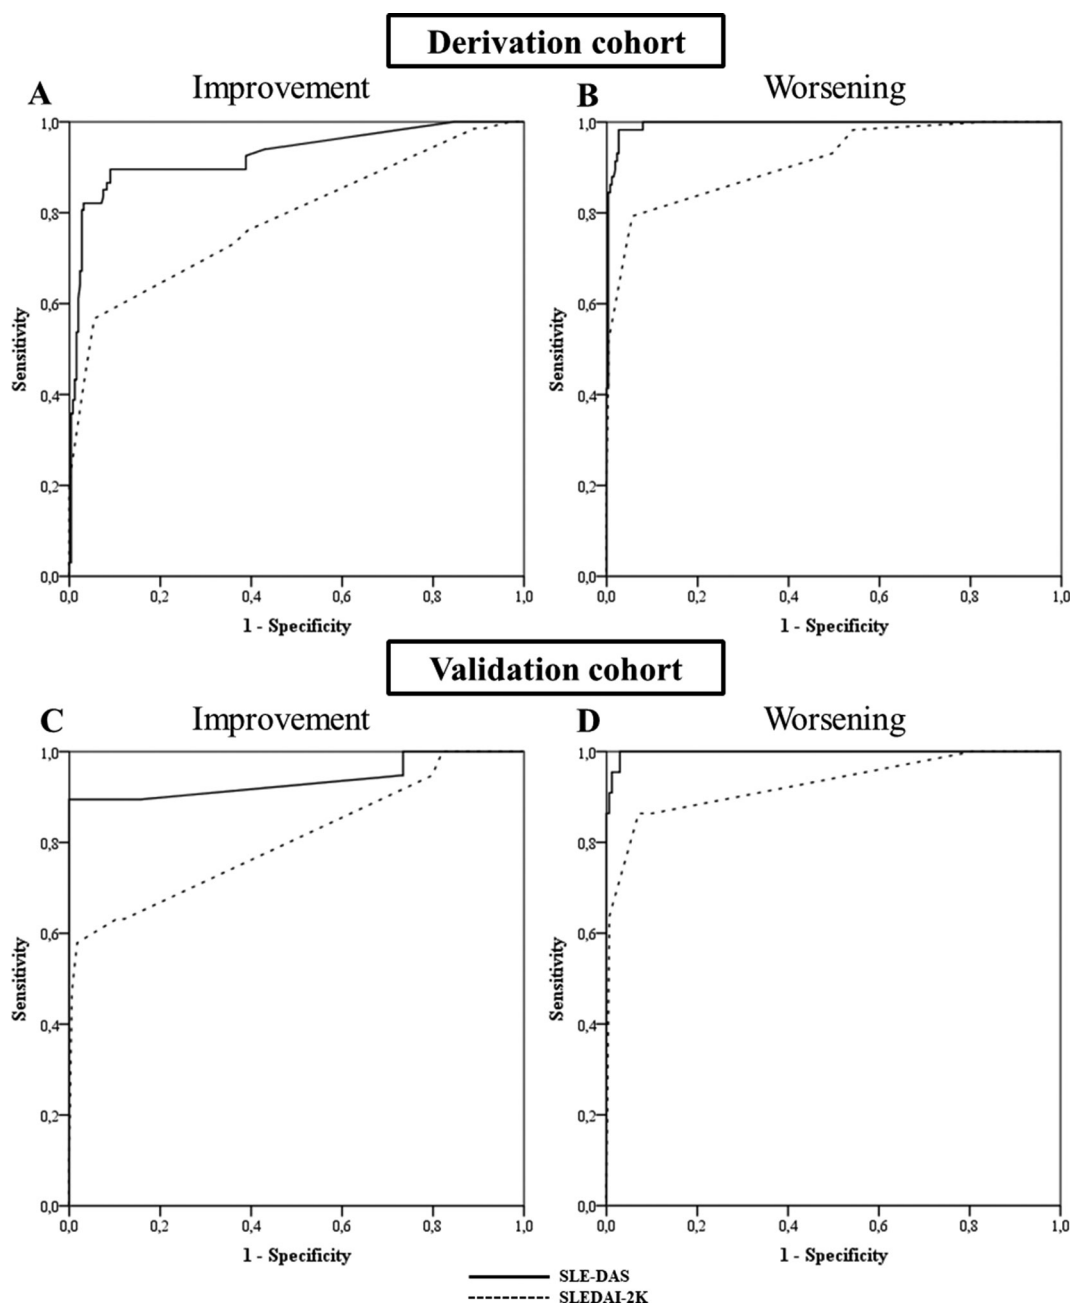 Derivation cohort
A Improvement
B Worsening
1,0
0,8
0,6
0,4
0,2
0,0
Sensitivity
0,0 0,2 0,4 0,6 0,8 1,0
1 - Specificity
1,0
0,8
0,6
0,4
0,2
0,0
Sensitivity
0,0 0,2 0,4 0,6 0,8 1,0
1 - Specificity
Validation cohort
C Improvement
D Worsening
1,0
0,8
0,6
0,4
0,2
0,0
Sensitivity
0,0 0,2 0,4 0,6 0,8 1,0
1 - Specificity
1,0
0,8
0,6
0,4
0,2
0,0
Sensitivity
0,0 0,2 0,4 0,6 0,8 1,0
1 - Specificity
SLE-DAS
SLEDAI-2K